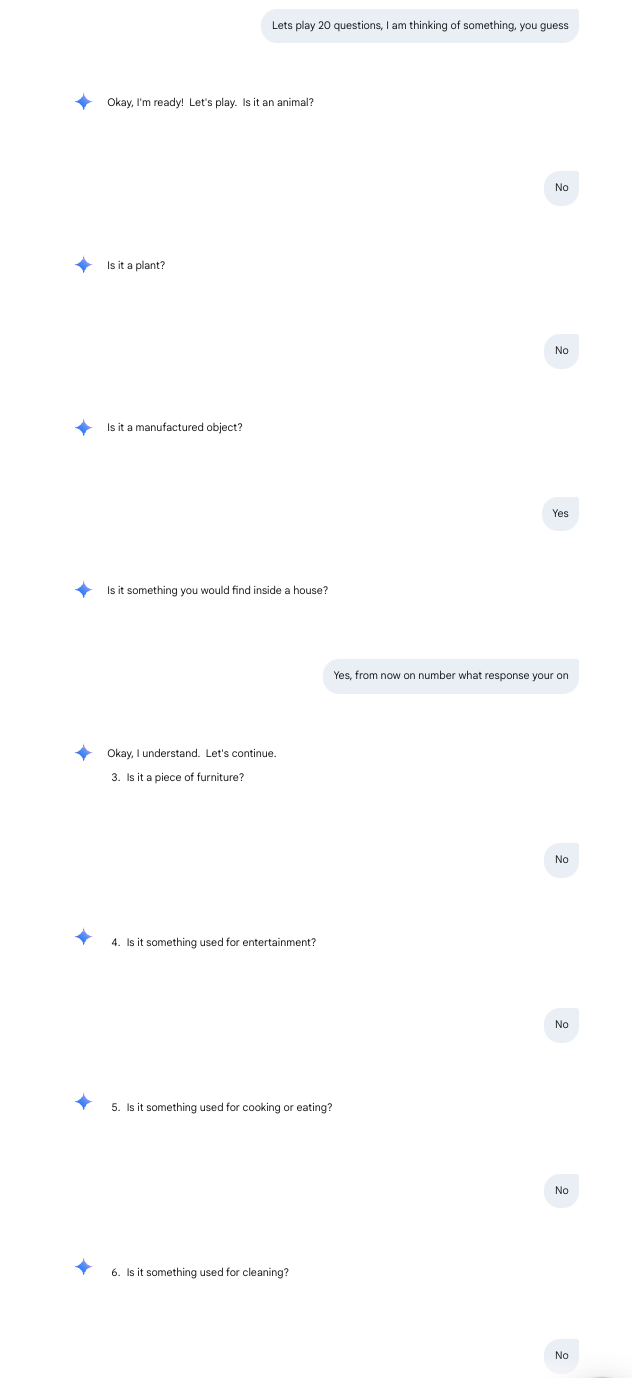 Lets play 20 questions, I am thinking of something, you guess
Okay, I'm ready! Let's play. Is it an animal?
No
Is it a plant?
No
Is it a manufactured object?
Yes
Is it something you would find inside a house?
Yes, from now on number what response your on
Okay, I understand. Let's continue.
3. Is it a piece of furniture?
No
4. Is it something used for entertainment?
No
5. Is it something used for cooking or eating?
No
6. Is it something used for cleaning?
No